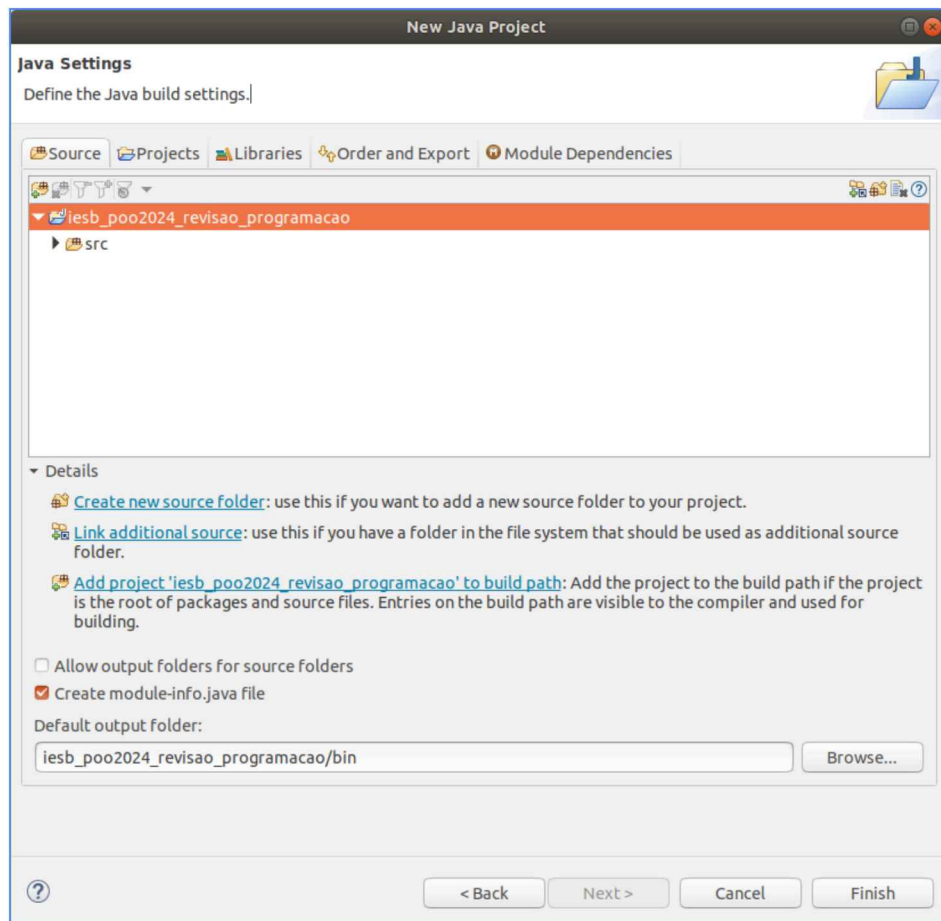 New Java Project
Java Settings
Define the Java build settings.
Source Projects Libraries Order and Export Module Dependencies
iesb_poo2024_revisão_programacao
src
Details
Create new source folder: use this if you want to add a new source folder to your project.
Link additional source: use this if you have a folder in the file system that should be used as additional source
folder.
Add project 'iesb_poo2024_revisão_programacao' to build path: Add the project to the build path if the project
is the root of packages and source files. Entries on the build path are visible to the compiler and used for
building.
Allow output folders for source folders
Create module-info.java file
Default output folder:
iesb_poo2024_revisão_programacao/bin
Browse...
< Back Next > Cancel Finish